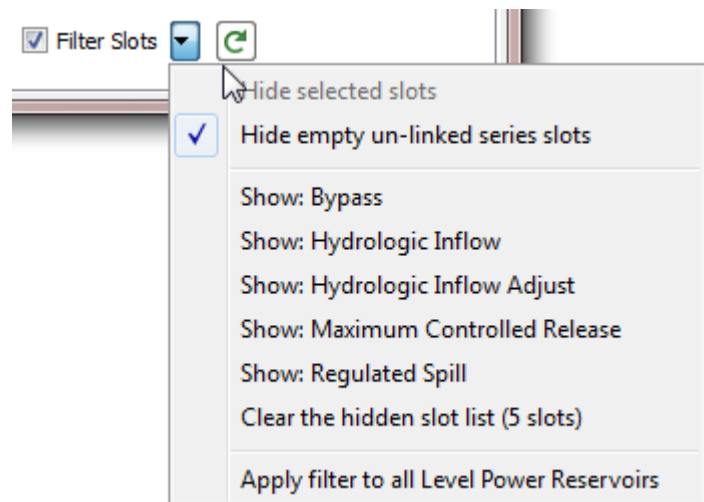 Filter Slots
Hide selected slots
Hide empty un-linked series slots
Show: Bypass
Show: Hydrologic Inflow
Show: Hydrologic Inflow Adjust
Show: Maximum Controlled Release
Show: Regulated Spill
Clear the hidden slot list (5 slots)
Apply filter to all Level Power Reservoirs